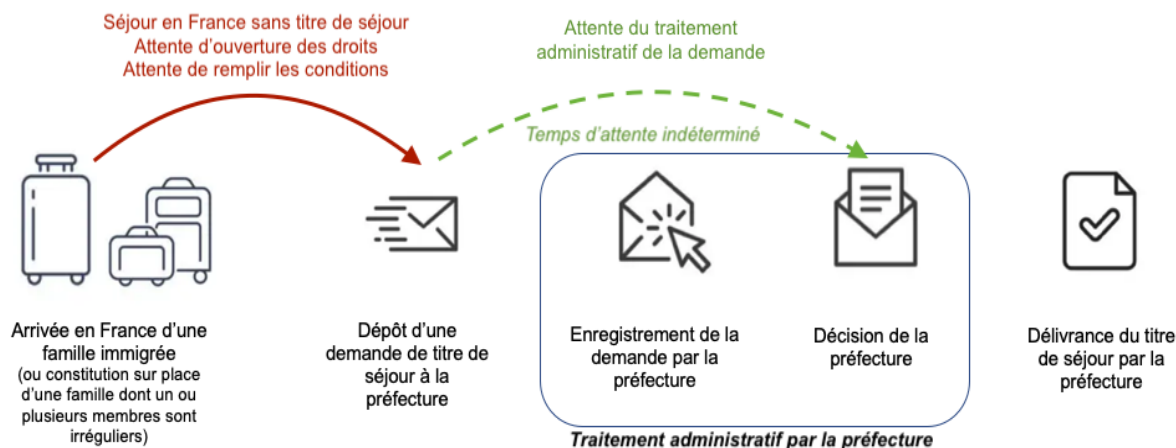 Séjour en France sans titre de séjour
Attente d'ouverture des droits
Attente de remplir les conditions
Attente du traitement
administratif de la demande
Temps d'attente indéterminé
Arrivée en France d'une
famille immigrée
(ou constitution sur place
d'une famille dont un ou
plusieurs membres sont
irréguliers)
Dépôt d'une
demande de titre de
séjour à la
préfecture
Enregistrement de la
demande par la
préfecture
Décision de la
préfecture
Délivrance du titre
de séjour par la
préfecture
Traitement administratif par la préfecture